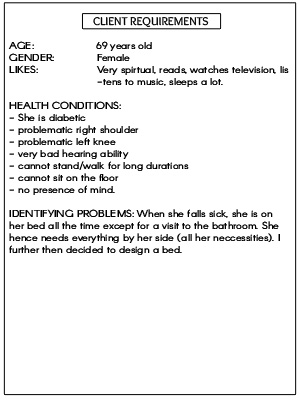 CLIENT REQUIREMENTS
AGE: 69 years old
GENDER: Female
LIKES: Very spirtual, reads, watches television, lis
-tens to music, sleeps a lot.
HEALTH CONDITIONS:
- She is diabetic
- problematic right shoulder
- problematic left knee
- very bad hearing ability
- cannot stand/walk for long durations
- cannot sit on the floor
- no presence of mind.
IDENTIFYING PROBLEMS: When she falls sick, she is on
her bed all the time except for a visit to the bathroom. She
hence needs everything by her side (all her neccessities). I
further then decided to design a bed.